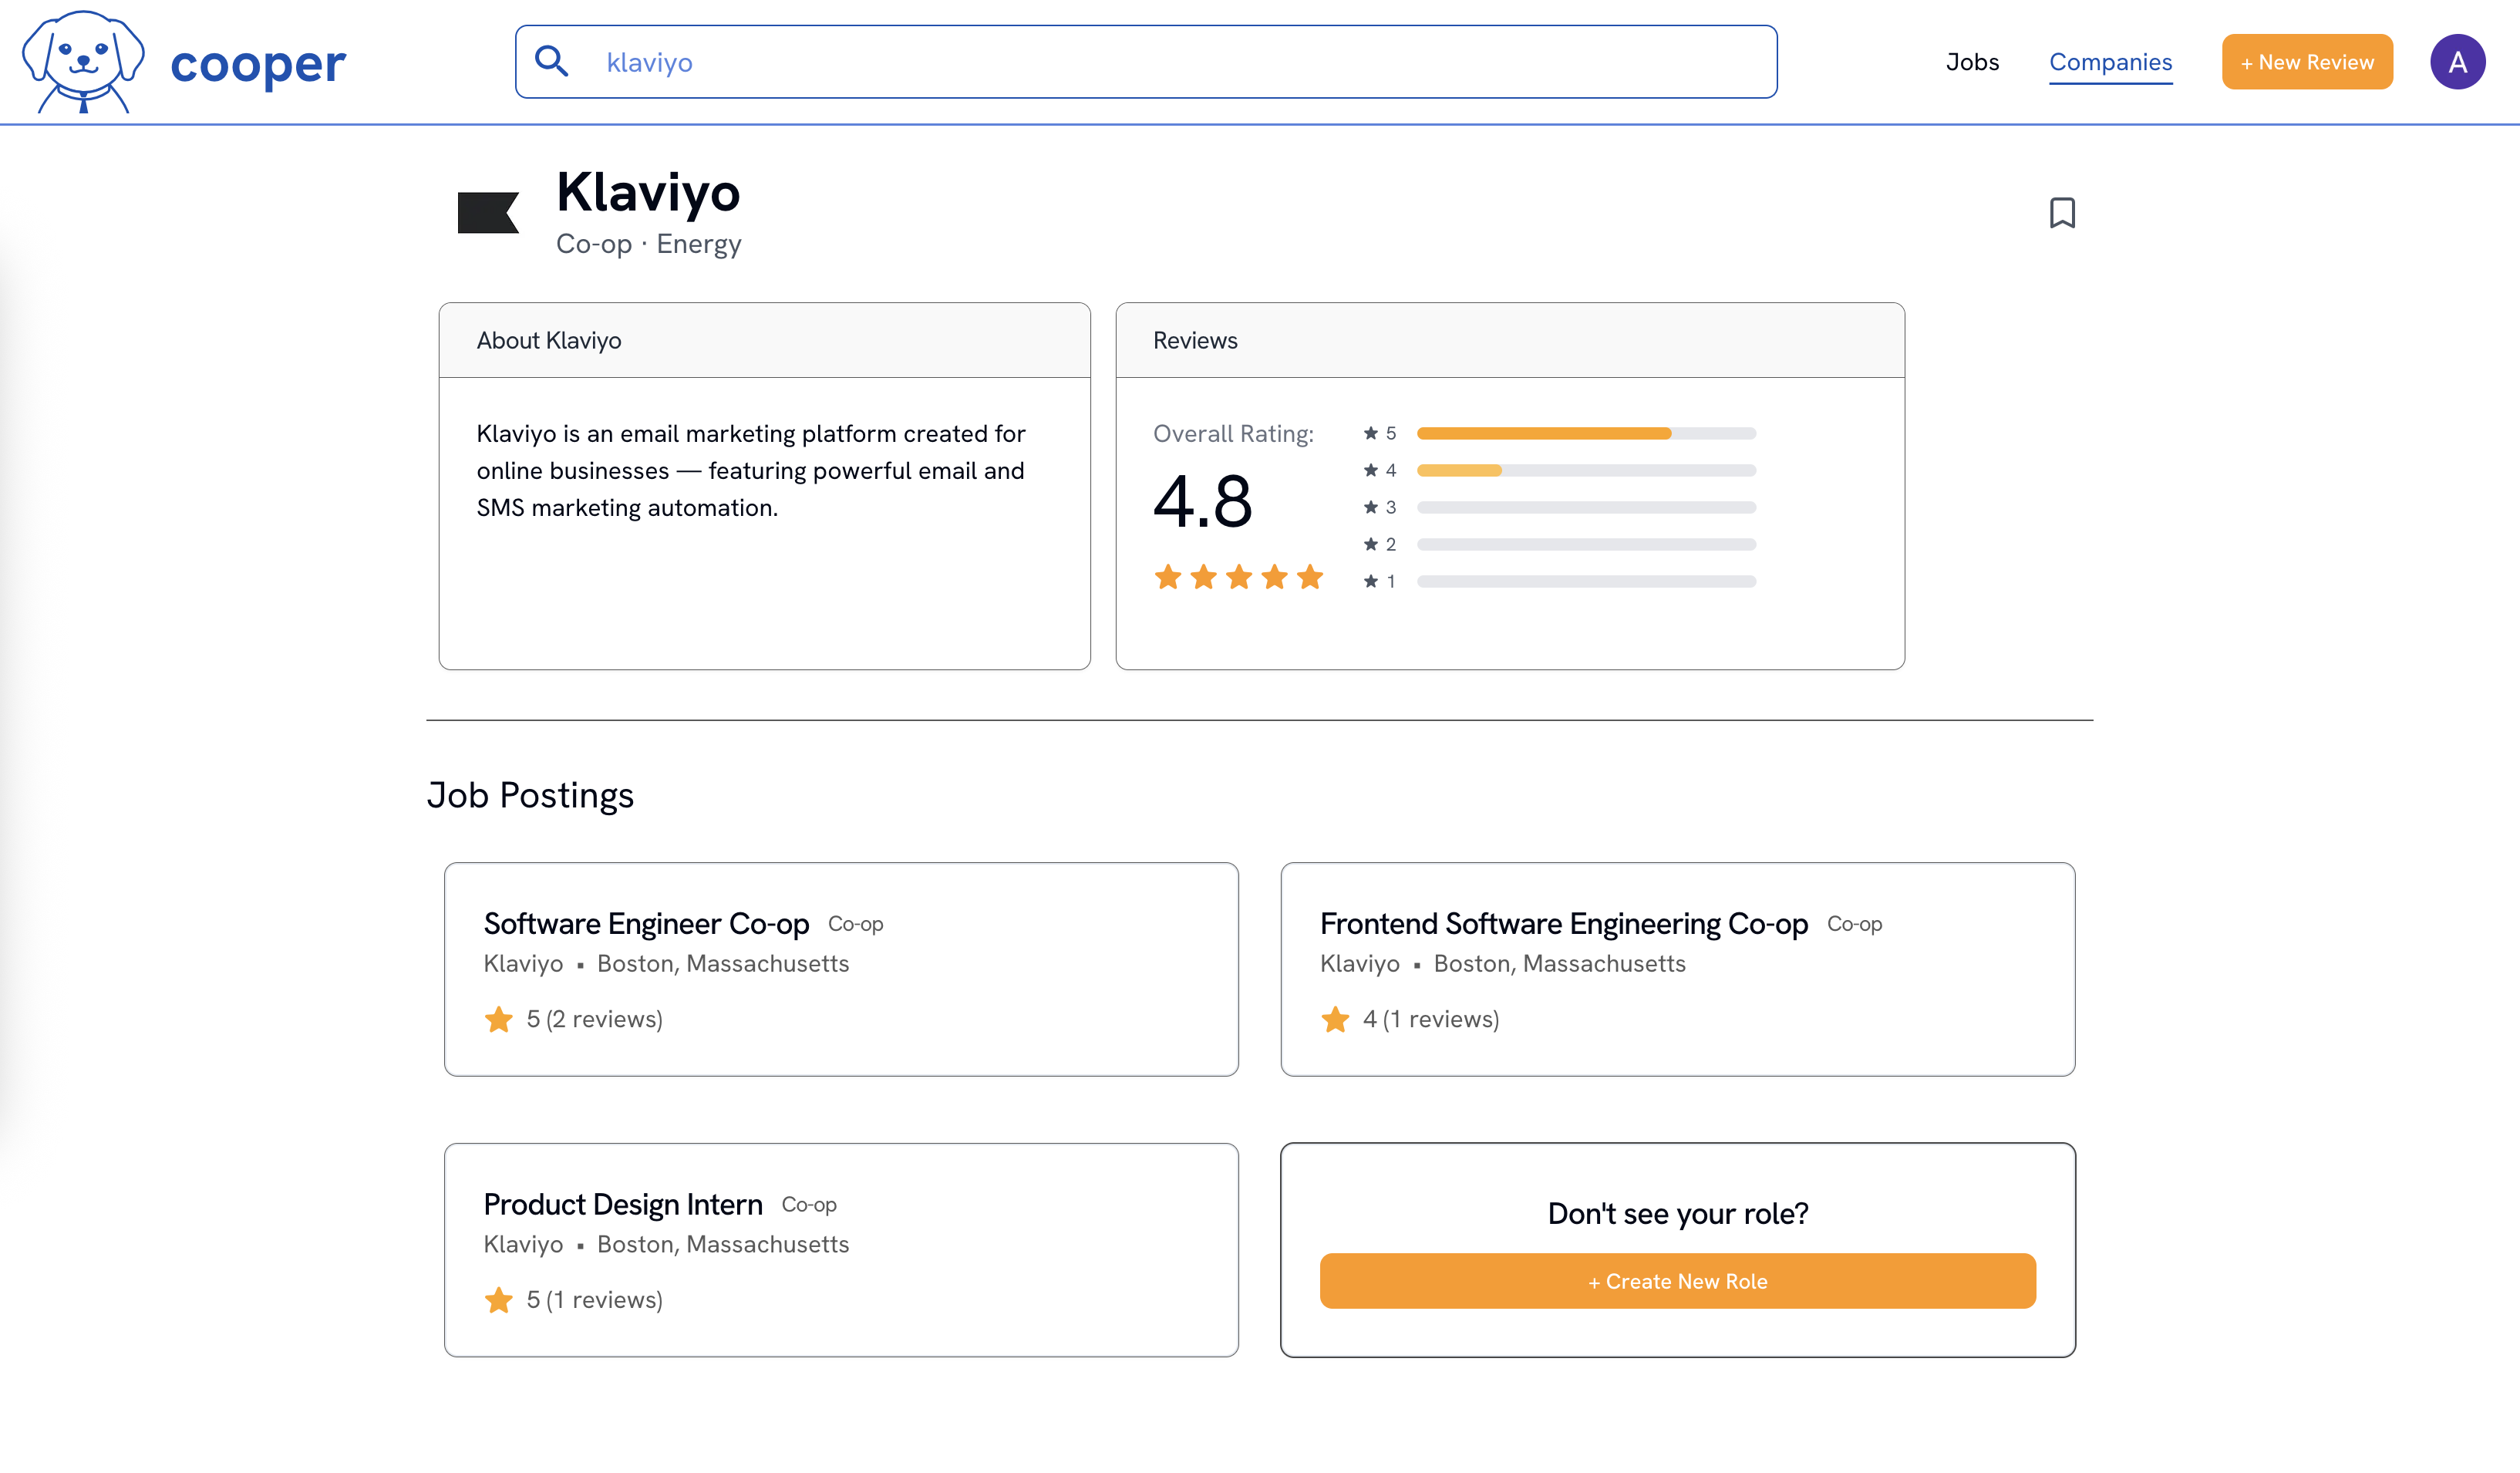 cooper
klaviyo
Jobs
Companies
+ New Review
A
Klaviyo
Co-op · Energy
About Klaviyo
Klaviyo is an email marketing platform created for
online businesses — featuring powerful email and
SMS marketing automation.
Reviews
Overall Rating:
4.8
★ 5
★ 4
★ 3
★ 2
★ 1
Job Postings
Software Engineer Co-op Co-op
Klaviyo ▪ Boston, Massachusetts
5 (2 reviews)
Frontend Software Engineering Co-op Co-op
Klaviyo ▪ Boston, Massachusetts
4 (1 reviews)
Product Design Intern Co-op
Klaviyo ▪ Boston, Massachusetts
5 (1 reviews)
Don't see your role?
+ Create New Role